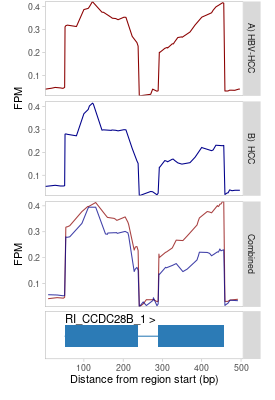 0.4
0.3
0.2
0.1
FPM
A) HBV-HCC
0.4
0.3
0.2
0.1
B) HCC
0.4
0.3
0.2
0.1
FPM
Combined
RI_CCDC28B_1 >
100
200
300
400
500
Distance from region start (bp)